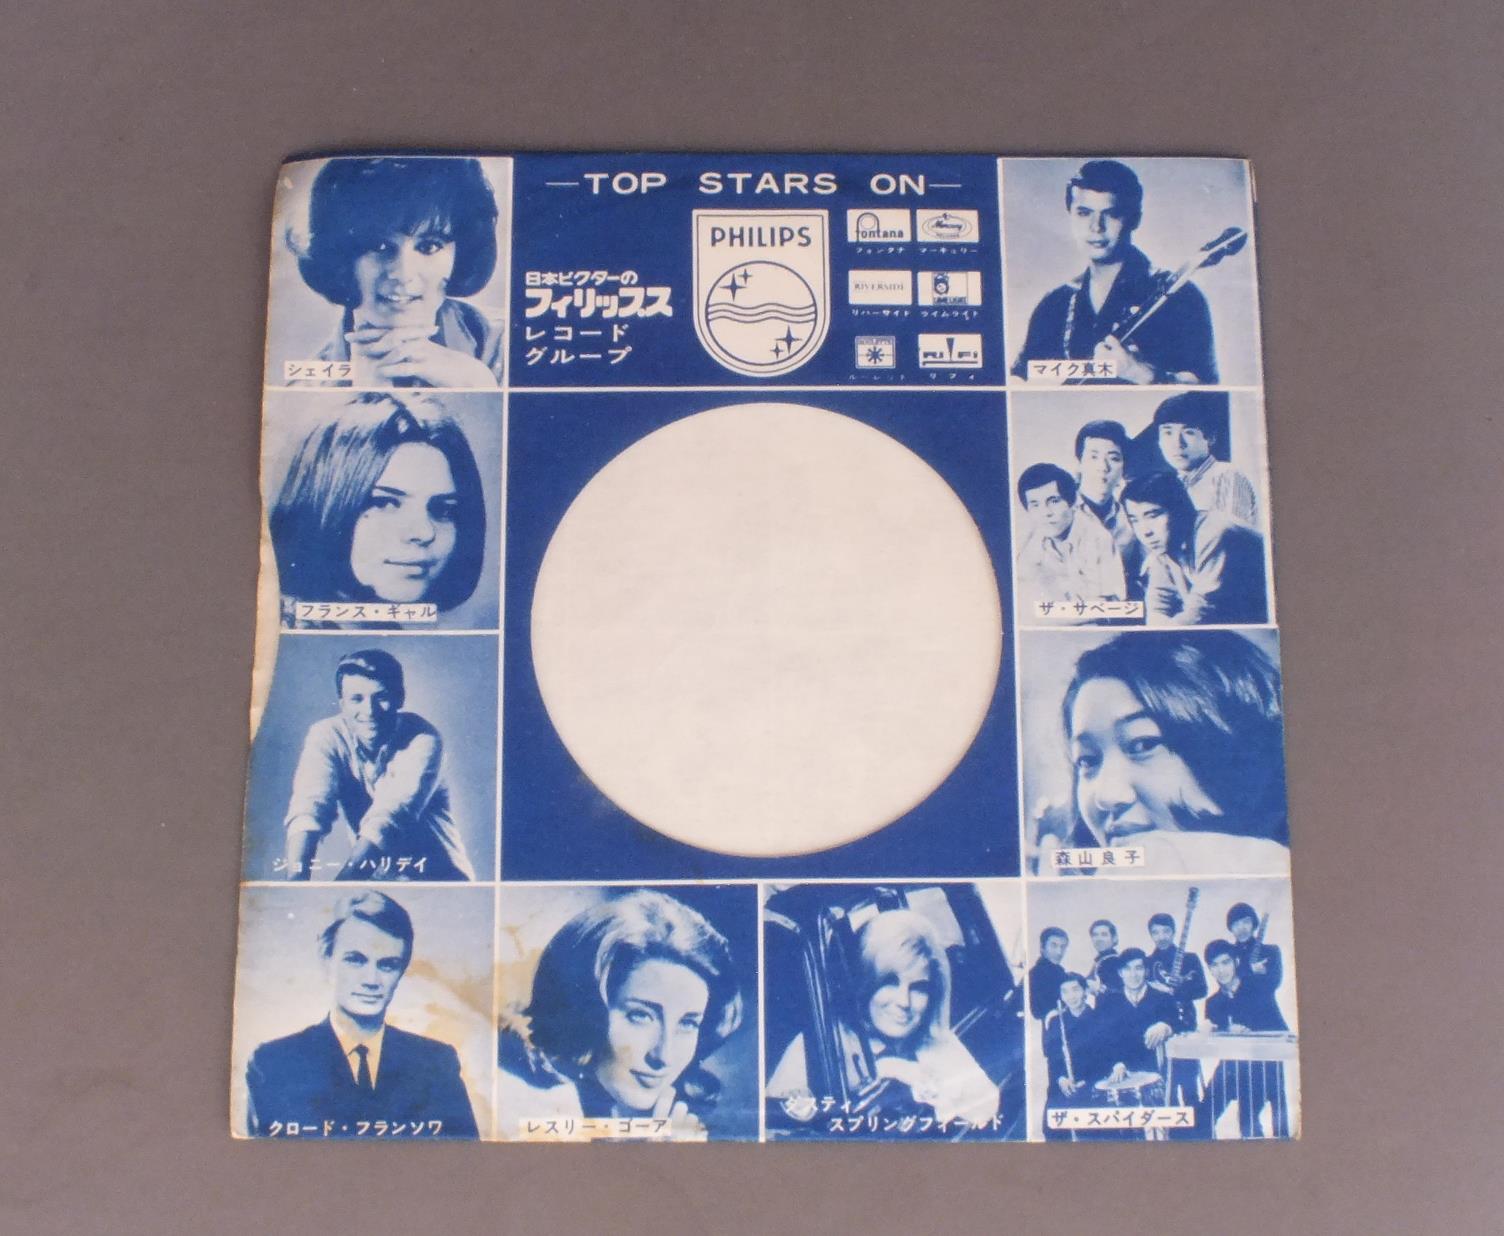 —TOP STARS ON—
PHILIPS
日本ビクターの
フィリップス
レコード
グループ
fontana
フォンタナ
Mercury
マーキュリー
RIVERSIDE
リバーサイド
LIMELIGHT
ライムライト
ルーレット
リフィ
シェイラ
マイク真木
フランス・ギャル
ザ・サベージ
ジョニー・ハリデイ
森山良子
クロード・フランソワ
レスリー・ゴーア
ダスティ
スプリングフィールド
ザ・スパイダース